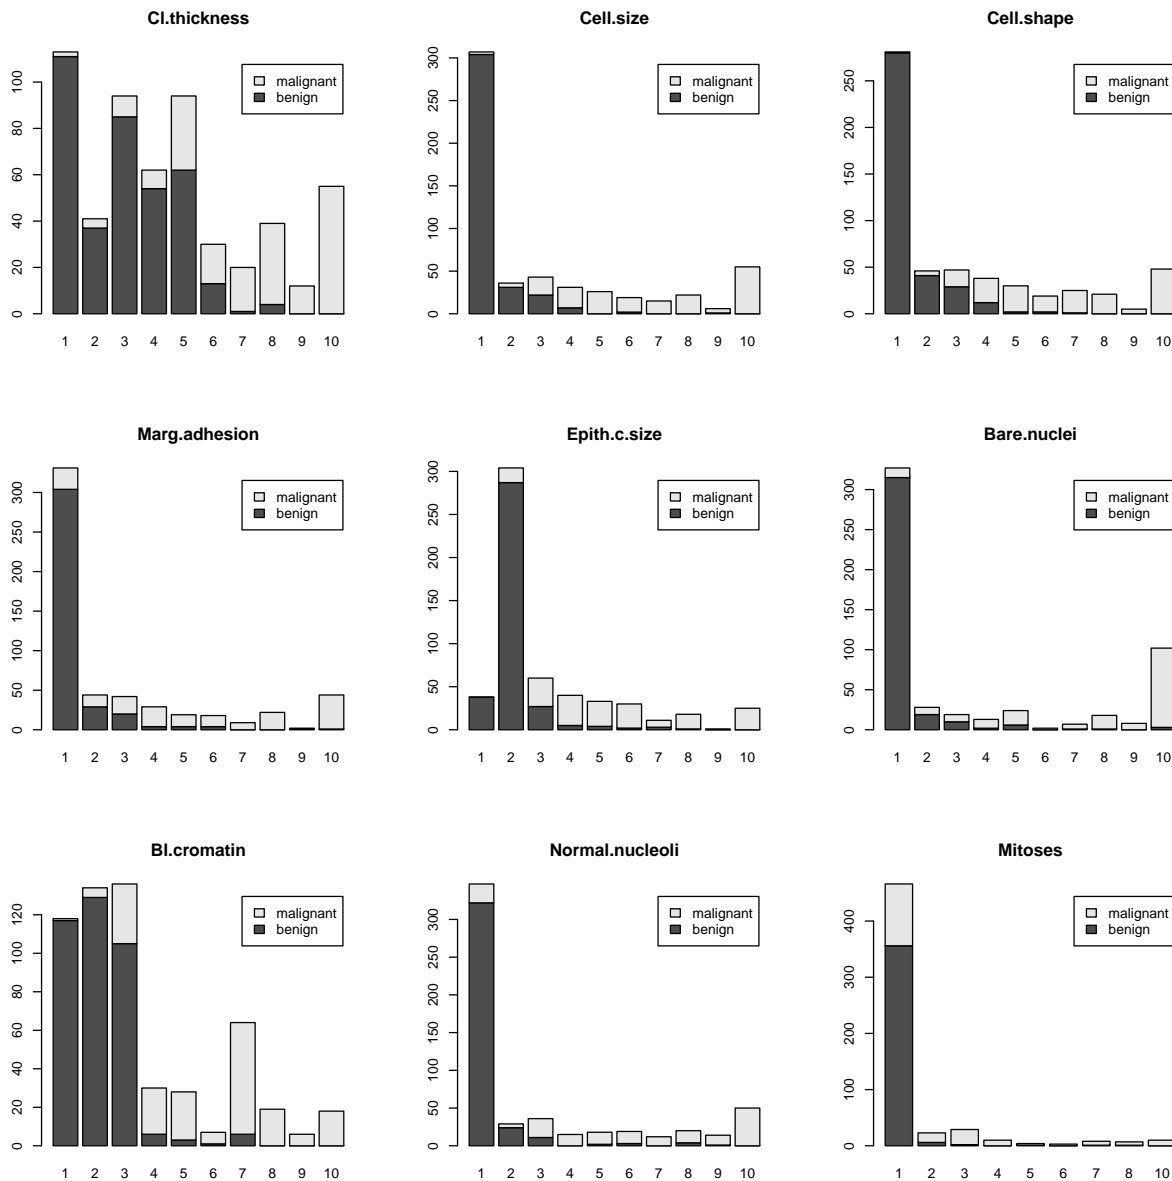 Cl.thickness
malignant
benign
0 20 40 60 80 100
1 2 3 4 5 6 7 8 9 10
Cell.size
malignant
benign
0 50 100 150 200 250 300
1 2 3 4 5 6 7 8 9 10
Cell.shape
malignant
benign
0 50 100 150 200 250
1 2 3 4 5 6 7 8 9 10
Marg.adhesion
malignant
benign
0 50 100 150 200 250 300
1 2 3 4 5 6 7 8 9 10
Epith.c.size
malignant
benign
0 50 100 150 200 250 300
1 2 3 4 5 6 7 8 9 10
Bare.nuclei
malignant
benign
0 50 100 150 200 250 300
1 2 3 4 5 6 7 8 9 10
Bl.cromatin
malignant
benign
0 20 40 60 80 100 120
1 2 3 4 5 6 7 8 9 10
Normal.nucleoli
malignant
benign
0 50 100 150 200 250 300
1 2 3 4 5 6 7 8 9 10
Mitoses
malignant
benign
0 100 200 300 400
1 2 3 4 5 6 7 8 9 10